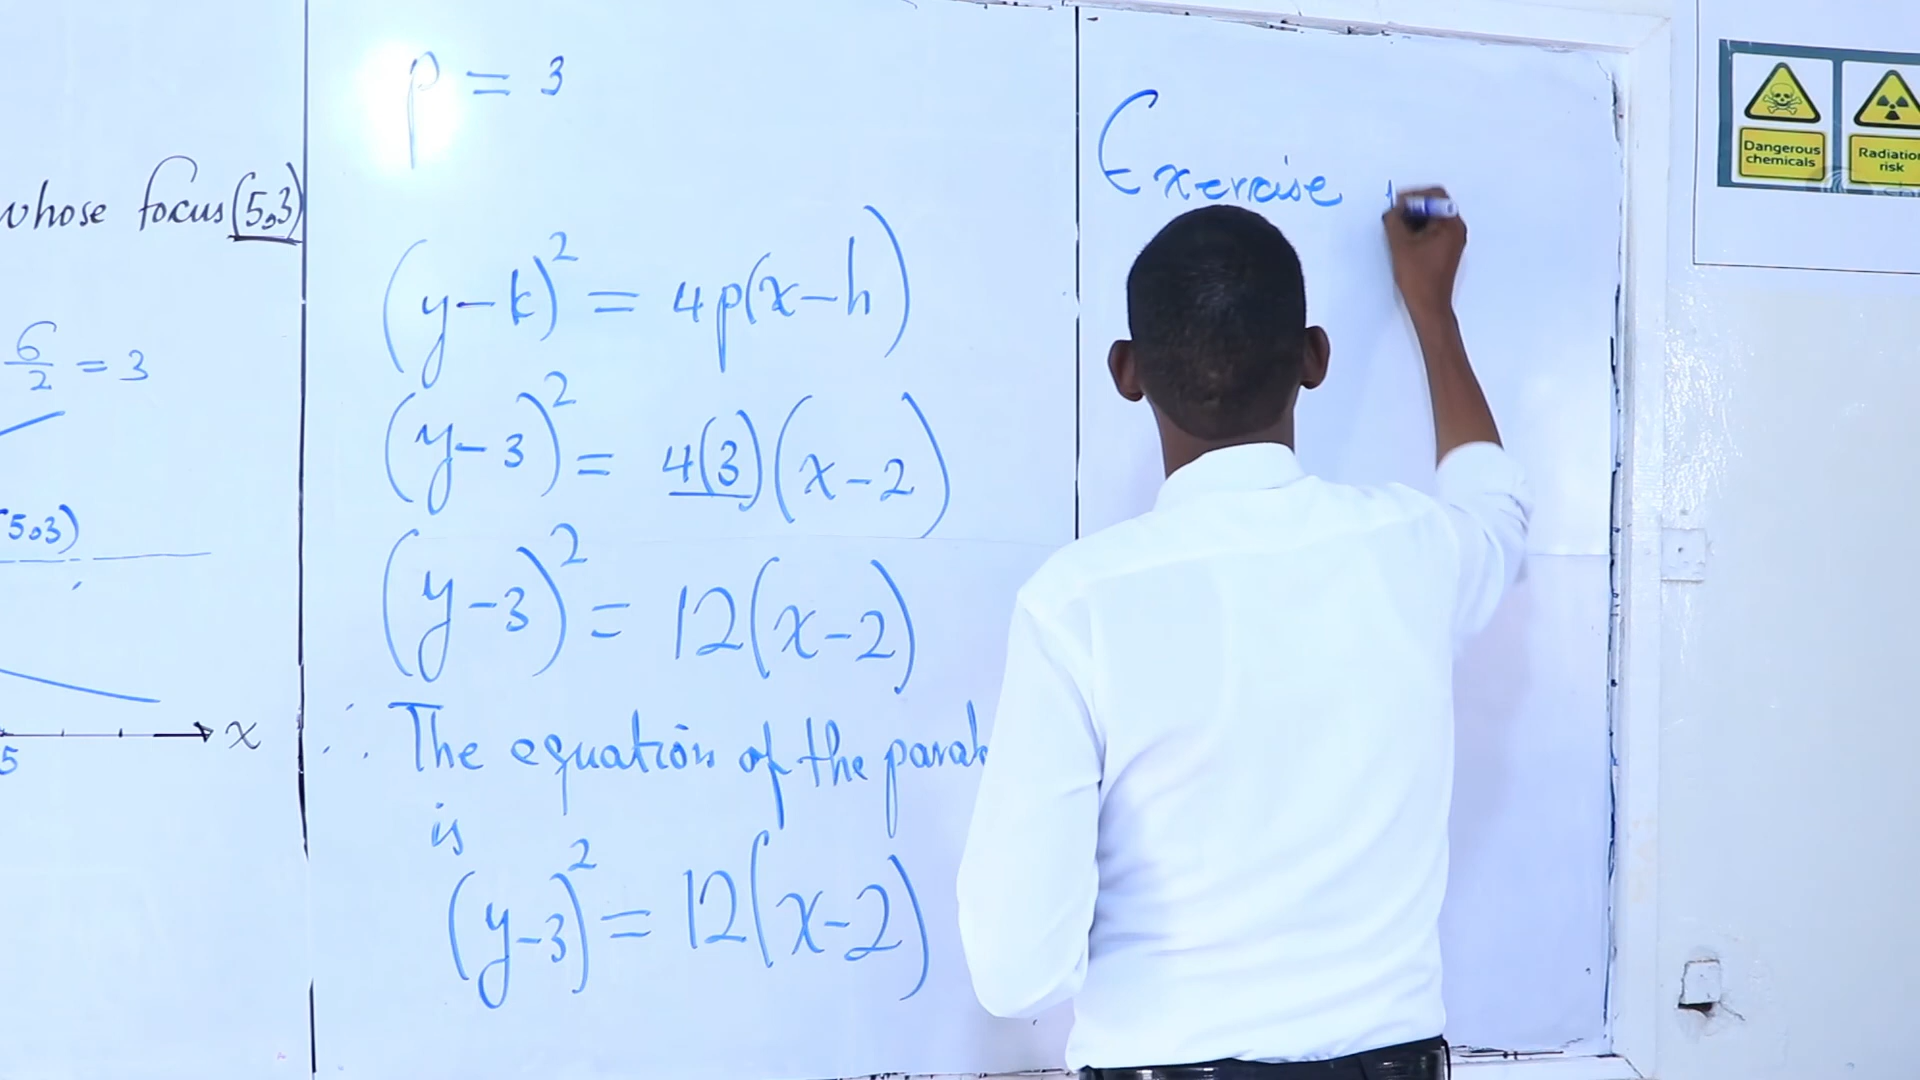 whose focus (5,3)
6/2 = 3
5,3)
x
5
p = 3
(y-k)² = 4p(x-h)
(y-3)² = 4(3)(x-2)
(y-3)² = 12(x-2)
∴ The equation of the parab
is
(y-3)² = 12(x-2)
Exercise
Dangerous
chemicals
Radiation
risk